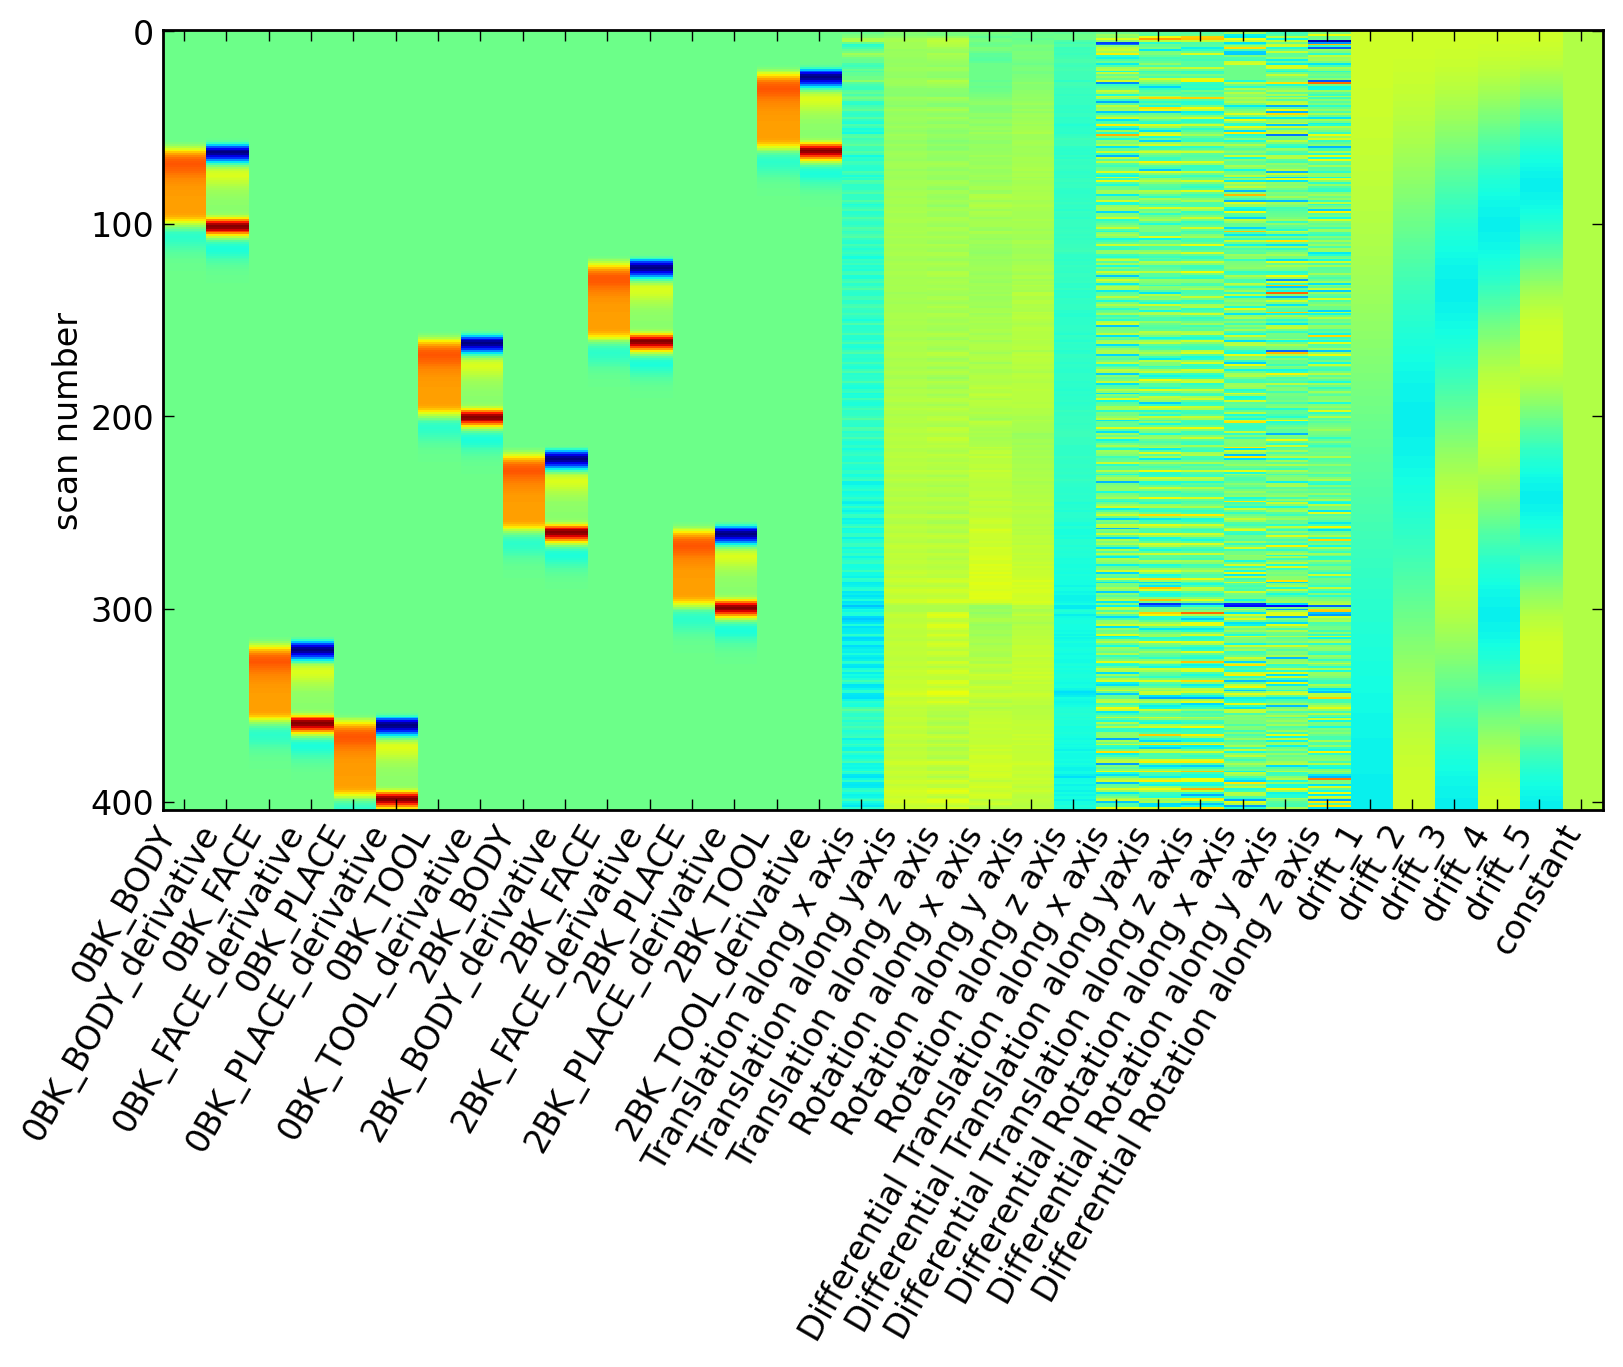 0
100
200
300
400
scan number
0BK_BODY
0BK_BODY_derivative
0BK_FACE
0BK_FACE_derivative
0BK_PLACE
0BK_PLACE_derivative
0BK_TOOL
0BK_TOOL_derivative
2BK_BODY
2BK_BODY_derivative
2BK_FACE
2BK_FACE_derivative
2BK_PLACE
2BK_PLACE_derivative
2BK_TOOL
2BK_TOOL_derivative
Translation along x axis
Translation along yaxis
Translation along z axis
Rotation along x axis
Rotation along y axis
Rotation along z axis
Differential Translation along x axis
Differential Translation along yaxis
Differential Translation along z axis
Differential Rotation along x axis
Differential Rotation along y axis
Differential Rotation along z axis
drift_1
drift_2
drift_3
drift_4
drift_5
constant